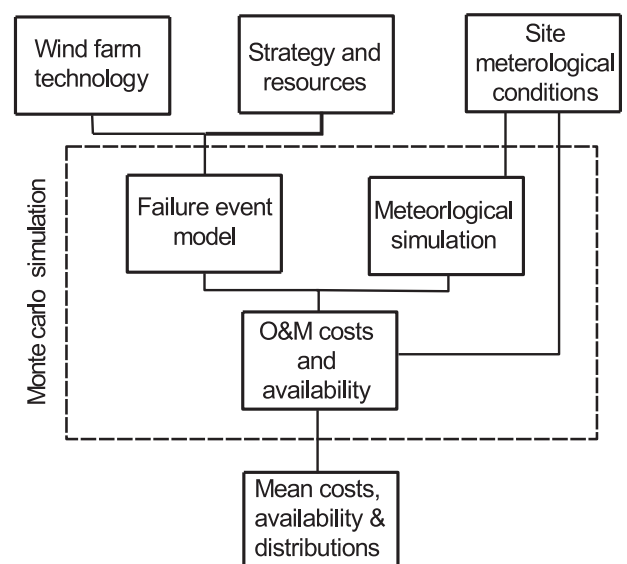 Wind farm
technology
Strategy and
resources
Site
meterological
conditions
Monte carlo simulation
Failure event
model
Meteorlogical
simulation
O&M costs
and
availability
Mean costs,
availability &
distributions